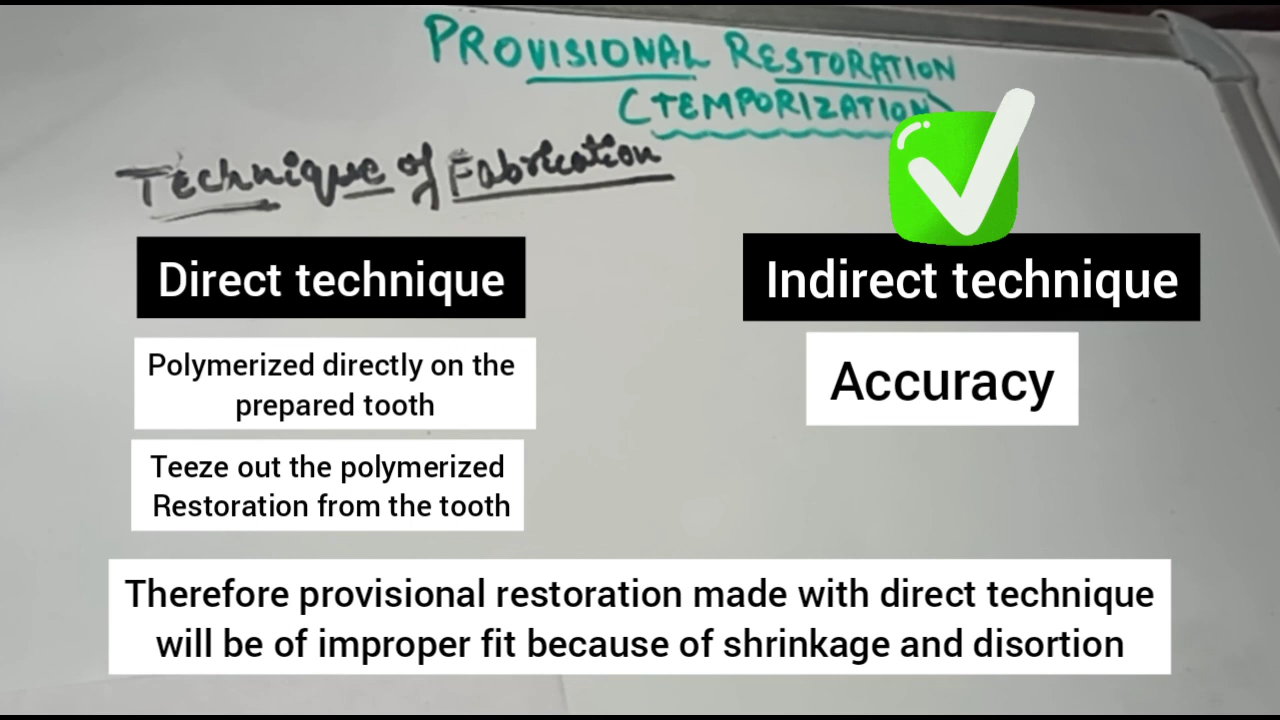 PROVISIONAL RESTORATION
(TEMPORIZATION)
Technique of Fabrication
Direct technique
Indirect technique
Polymerized directly on the
prepared tooth
Accuracy
Teeze out the polymerized
Restoration from the tooth
Therefore provisional restoration made with direct technique
will be of improper fit because of shrinkage and disortion